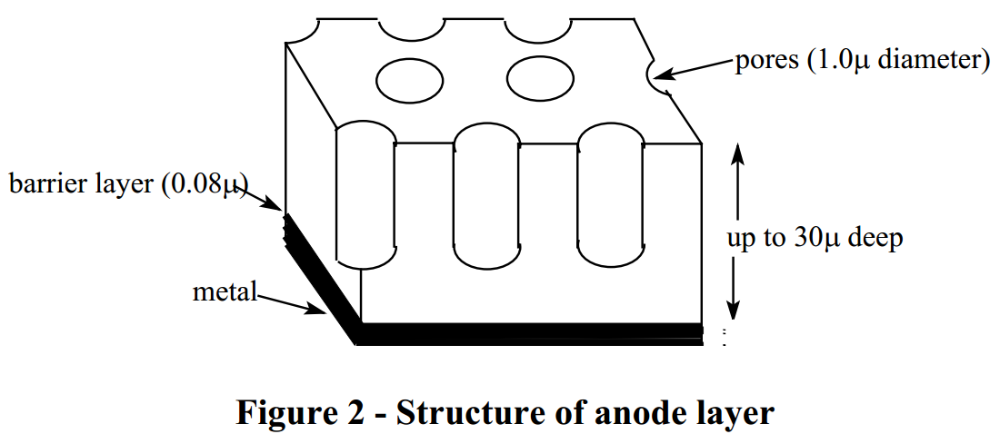 pores (1.0μ diameter)
barrier layer (0.08μ)
up to 30μ deep
metal
Figure 2 - Structure of anode layer